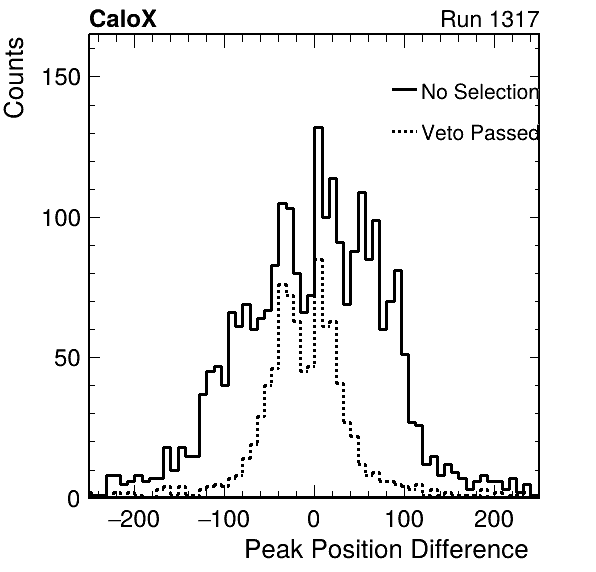 CaloX Run 1317
Counts
150
No Selection
Veto Passed
100
50
0
−200 −100 0 100 200
Peak Position Difference